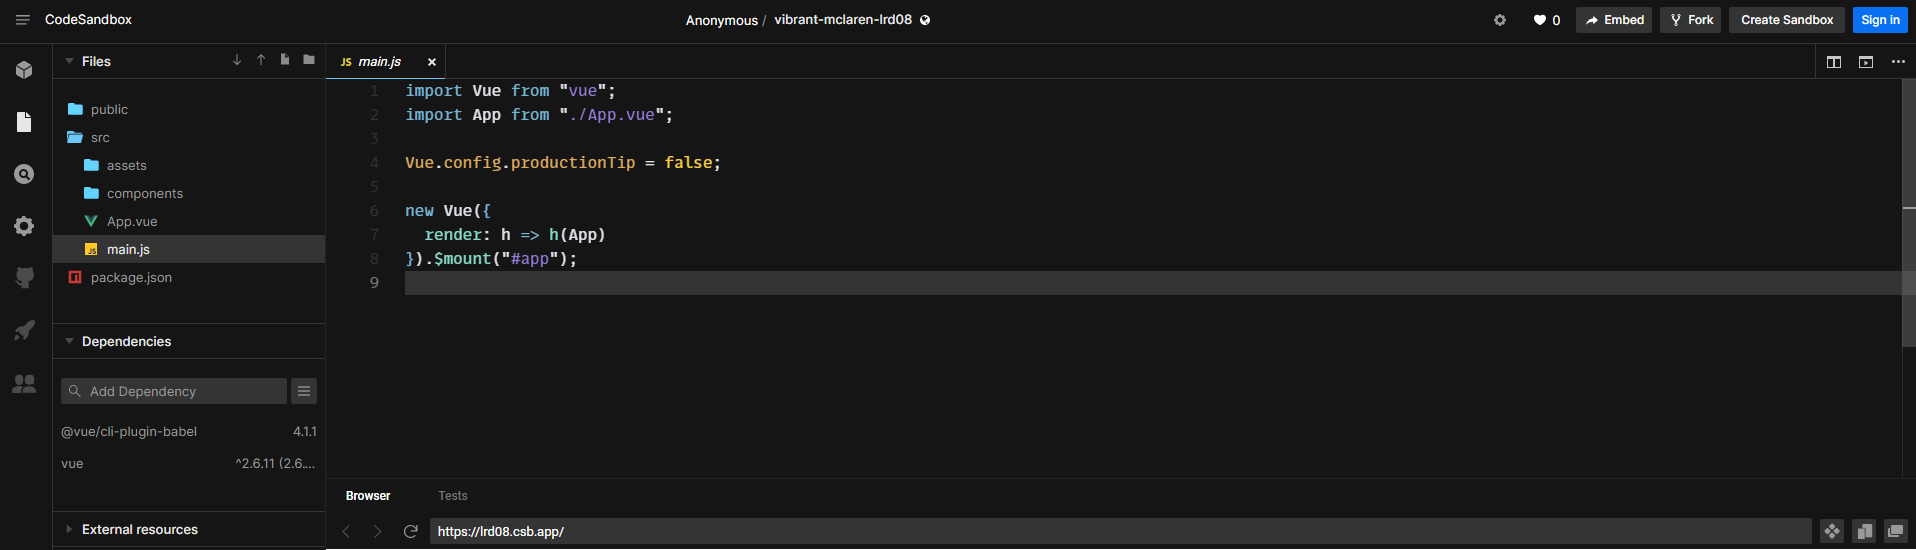 CodeSandbox
Anonymous / vibrant-mclaren-lrd08
0
Embed
Fork
Create Sandbox
Sign in
Files
public
src
assets
components
App.vue
JS main.js
package.json
Dependencies
Add Dependency
@vue/cli-plugin-babel 4.1.1
vue ^2.6.11 (2.6....
External resources
JS main.js
1 import Vue from "vue";
2 import App from "./App.vue";
3
4 Vue.config.productionTip = false;
5
6 new Vue({
7 render: h => h(App)
8 }).$mount("#app");
9
Browser Tests
https://lrd08.csb.app/